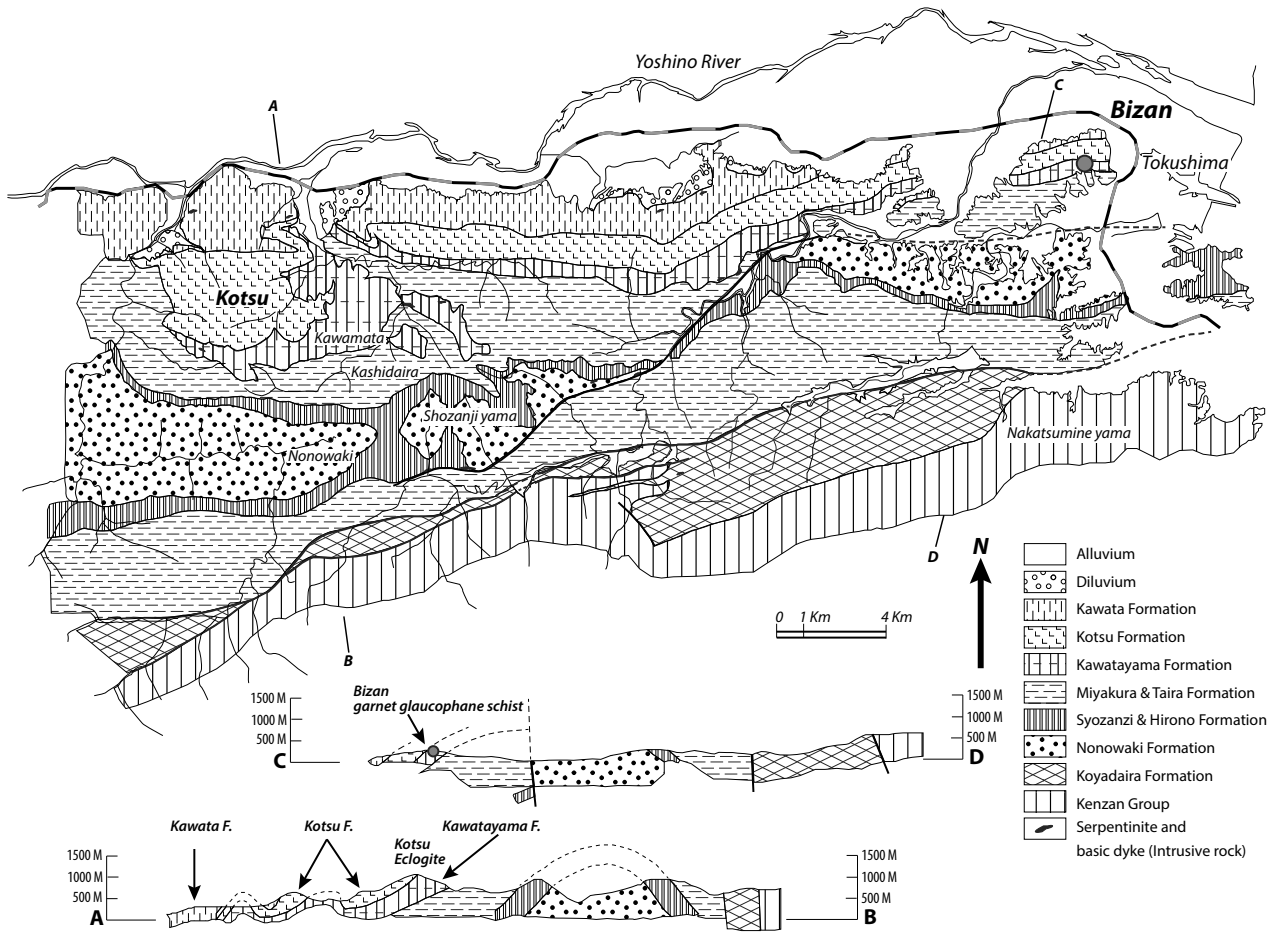 Yoshino River
A
C
Bizan
Tokushima
Kotsu
Kawamata
Kashidaira
Shozanji yama
Nonowaki
Nakatsumine yama
D
B
N
0 1 Km 4 Km
Alluvium
Diluvium
Kawata Formation
Kotsu Formation
Kawatayama Formation
Miyakura & Taira Formation
Syozanzi & Hirono Formation
Nonowaki Formation
Koyadaira Formation
Kenzan Group
Serpentinite and
basic dyke (Intrusive rock)
Bizan
garnet glaucophane schist
1500 M
1000 M
500 M
C
1500 M
1000 M
500 M
D
Kawata F.
Kotsu F.
Kawatayama F.
Kotsu
Eclogite
1500 M
1000 M
500 M
A
1500 M
1000 M
500 M
B